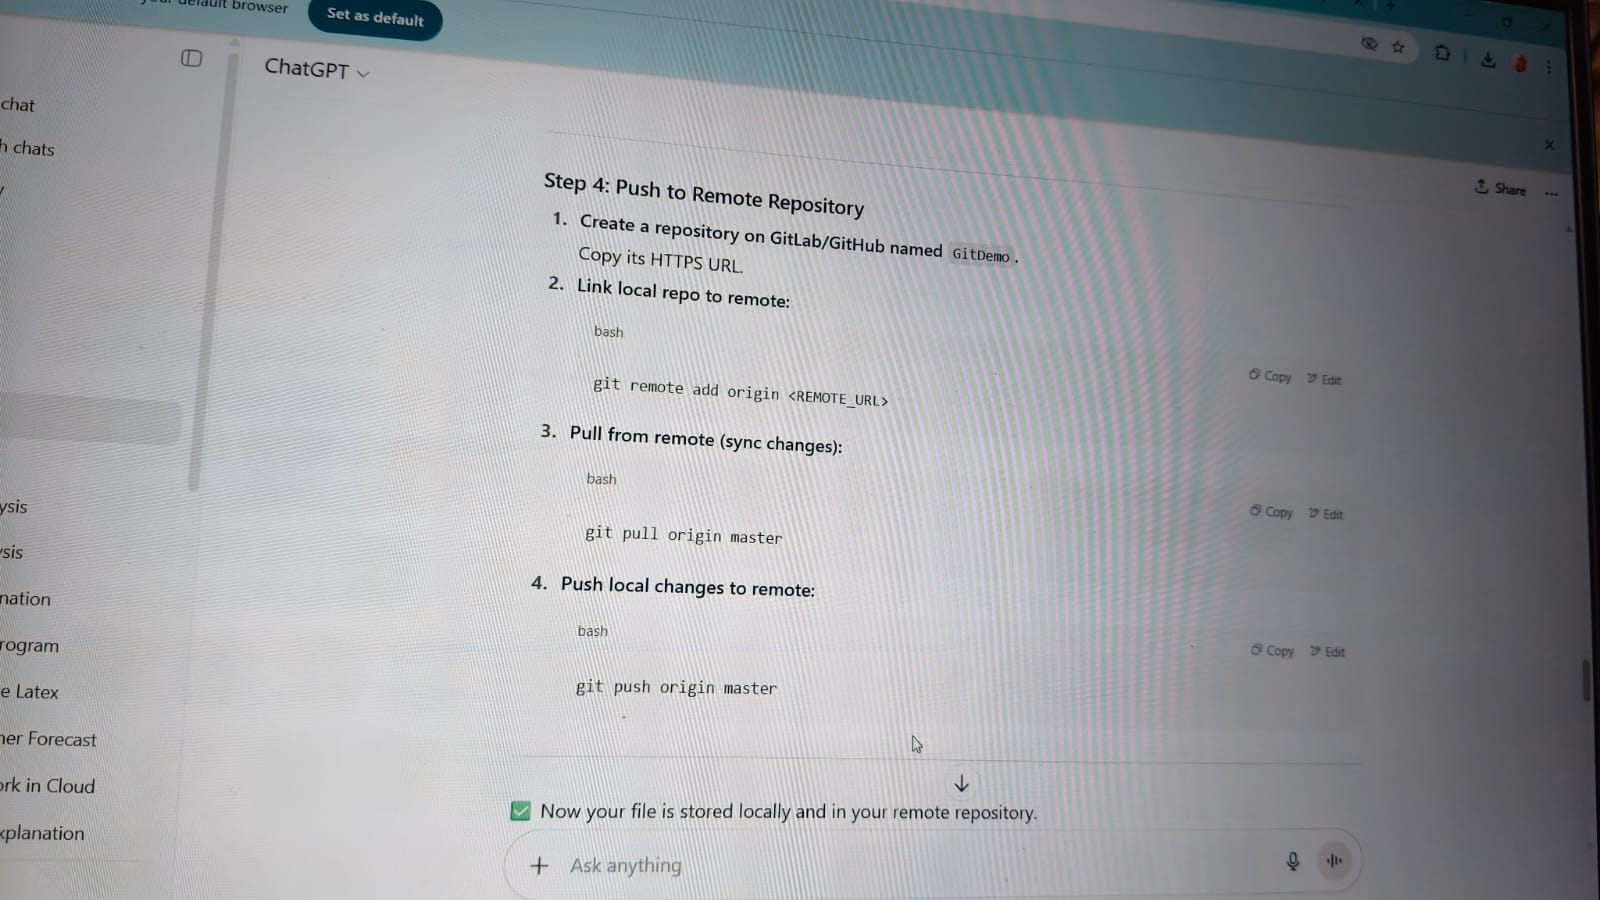 default browser
Set as default
ChatGPT
chat
chats
Share
Step 4: Push to Remote Repository
1. Create a repository on GitLab/GitHub named GitDemo.
Copy its HTTPS URL.
2. Link local repo to remote:
bash
Copy Edit
git remote add origin <REMOTE_URL>
3. Pull from remote (sync changes):
bash
Copy Edit
git pull origin master
4. Push local changes to remote:
bash
Copy Edit
git push origin master
ysis
sis
nation
rogram
e Latex
ner Forecast
ork in Cloud
xplanation
✅ Now your file is stored locally and in your remote repository.
Ask anything